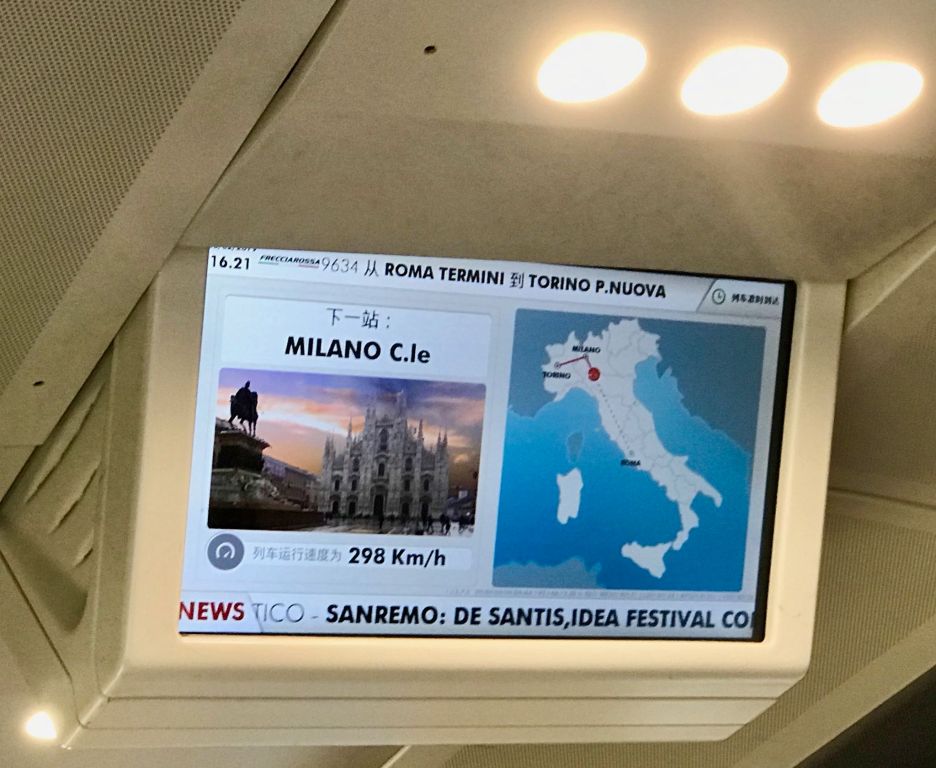 16.21 FRECCIAROSSA 9634 从 ROMA TERMINI 到 TORINO P.NUOVA
列车准时到达
下一站：
MILANO C.le
MILANO
TORINO
ROMA
列车运行速度为 298 Km/h
NEWS TICO - SANREMO: DE SANTIS,IDEA FESTIVAL CO